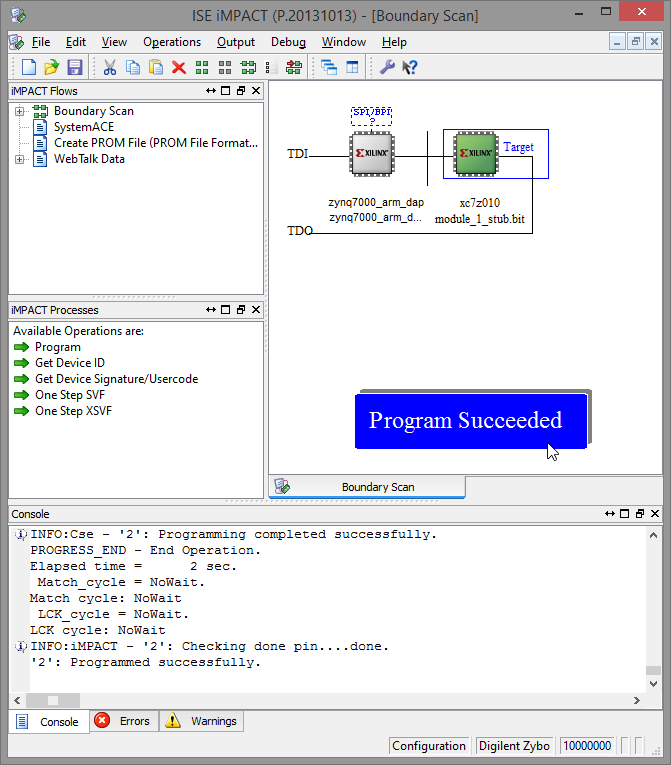 ISE iMPACT (P.20131013) - [Boundary Scan]
File Edit View Operations Output Debug Window Help
iMPACT Flows
Boundary Scan
SystemACE
Create PROM File (PROM File Format...
WebTalk Data
SPI/BPI
?
TDI
XILINX
XILINX
Target
zynq7000_arm_dap
zynq7000_arm_d...
xc7z010
module_1_stub.bit
TDO
iMPACT Processes
Available Operations are:
Program
Get Device ID
Get Device Signature/Usercode
One Step SVF
One Step XSVF
Program Succeeded
Boundary Scan
Console
INFO:Cse - '2': Programming completed successfully.
PROGRESS_END - End Operation.
Elapsed time =      2 sec.
Match_cycle = NoWait.
Match cycle: NoWait
LCK_cycle = NoWait.
LCK cycle: NoWait
INFO:iMPACT - '2': Checking done pin....done.
'2': Programmed successfully.
Console Errors Warnings
Configuration Digilent Zybo 10000000